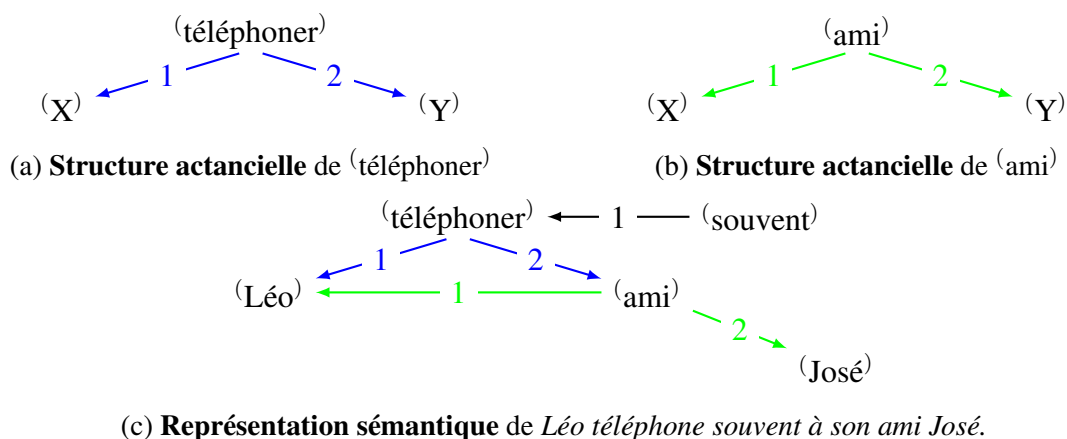 (téléphoner) (ami)
1 2 1 2
(X) (Y) (X) (Y)
(a) Structure actancielle de (téléphoner) (b) Structure actancielle de (ami)
(téléphoner) 1 (souvent)
1 2
(Léo) 1 (ami)
2
(José)
(c) Représentation sémantique de Léo téléphone souvent à son ami José.